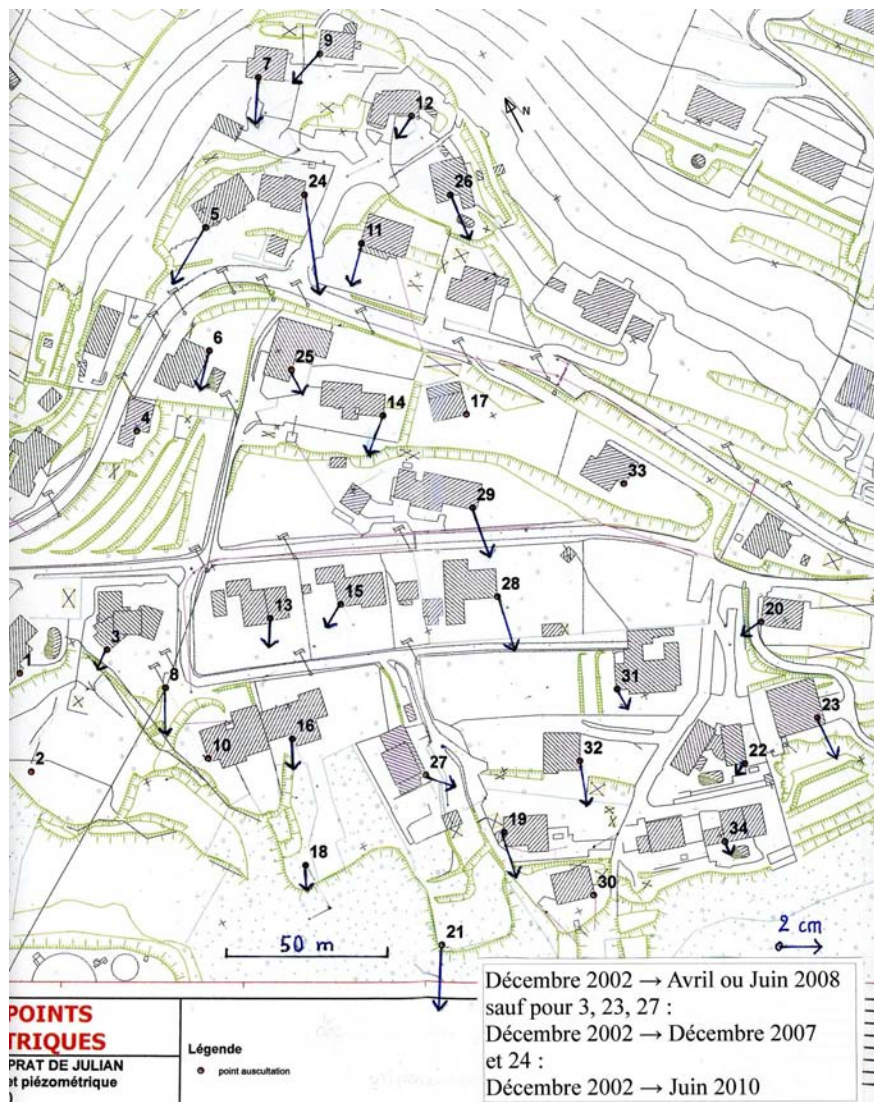 9
7
12
24
26
5
11
N
6
25
14
17
4
33
29
28
15
13
20
3
1
8
31
23
16
10
32
22
2
27
19
34
18
30
21
50 m
2 cm
POINTS
TRIQUES
PRAT DE JULIAN
et piézométrique
Légende
point auscultation
Décembre 2002 → Avril ou Juin 2008
sauf pour 3, 23, 27 :
Décembre 2002 → Décembre 2007
et 24 :
Décembre 2002 → Juin 2010